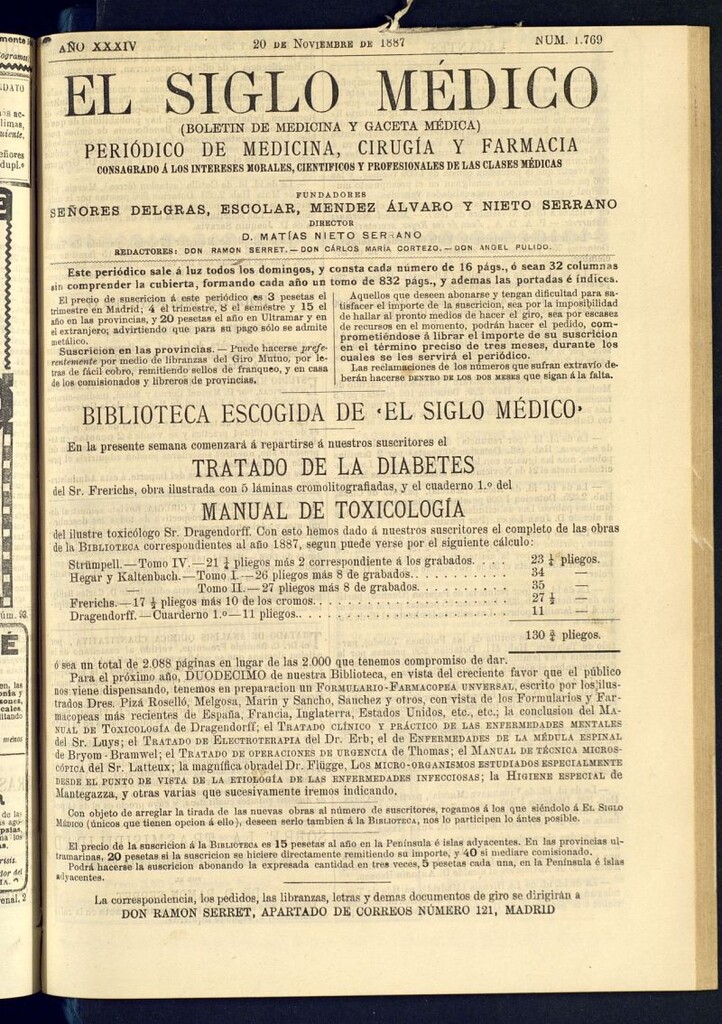 AÑO XXXIV 20 DE NOVIEMBRE DE 1887 NUM. 1.769
EL SIGLO MÉDICO
(BOLETIN DE MEDICINA Y GACETA MÉDICA)
PERIÓDICO DE MEDICINA, CIRUGÍA Y FARMACIA
CONSAGRADO Á LOS INTERESES MORALES, CIENTIFICOS Y PROFESIONALES DE LAS CLASES MÉDICAS
FUNDADORES
SEÑORES DELGRAS, ESCOLAR, MENDEZ ÁLVARO Y NIETO SERRANO
DIRECTOR
D. MATÍAS NIETO SERRANO
REDACTORES: DON RAMON SERRET.—DON CÁRLOS MARÍA CORTEZO.—DON ANGEL PULIDO.
Este periódico sale á luz todos los domingos, y consta cada número de 16 págs., ó sean 32 columnas
sin comprender la cubierta, formando cada año un tomo de 832 págs., y ademas las portadas é índices.
El precio de suscricion á este periódico es 3 pesetas el
trimestre en Madrid; 4 el trimestre, 8 el semestre y 15 el
año en las provincias, y 20 pesetas el año en Ultramar y en
el extranjero; advirtiendo que para su pago sólo se admite
metálico.
Suscricion en las provincias.—Puede hacerse prefe-
rentemente por medio de libranzas del Giro Mutuo, por le-
tras de fácil cobro, remitiendo sellos de franqueo, y en casa
de los comisionados y libreros de provincias.
Aquellos que deseen abonarse y tengan dificultad para sa-
tisfacer el importe de la suscricion, sea por la imposibilidad
de hallar al pronto medios de hacer el giro, sea por escasez
de recursos en el momento, podrán hacer el pedido, com-
prometiéndose á librar el importe de su suscricion
en el término preciso de tres meses, durante los
cuales se les servirá el periódico.
Las reclamaciones de los números que sufran extravío de-
berán hacerse DENTRO DE LOS DOS MESES que sigan á la falta.
BIBLIOTECA ESCOGIDA DE «EL SIGLO MÉDICO»
En la presente semana comenzará á repartirse á nuestros suscritores el
TRATADO DE LA DIABETES
del Sr. Frerichs, obra ilustrada con 5 láminas cromolitografiadas, y el cuaderno 1.º del
MANUAL DE TOXICOLOGÍA
del ilustre toxicólogo Sr. Dragendorff. Con esto hemos dado á nuestros suscritores el completo de las obras
de la BIBLIOTECA correspondientes al año 1887, segun puede verse por el siguiente cálculo:
Strümpell.—Tomo IV.—21 ¼ pliegos más 2 correspondiente á los grabados. . . . 23 ¼ pliegos.
Hegar y Kaltenbach.—Tomo I.—26 pliegos más 8 de grabados. . . . 34 —
— Tomo II.—27 pliegos más 8 de grabados. . . . 35 —
Frerichs.—17 ½ pliegos más 10 de los cromos. . . . 27 ½ —
Dragendorff.—Cuaderno 1.º—11 pliegos. . . . 11 —
130 ¾ pliegos.
ó sea un total de 2.088 páginas en lugar de las 2.000 que tenemos compromiso de dar.
Para el próximo año, DUODECIMO de nuestra Biblioteca, en vista del creciente favor que el público
nos viene dispensando, tenemos en preparacion un FORMULARIO-FARMACOPEA UNVERSAL, escrito por los ilus-
trados Dres. Pizá Roselló, Melgosa, Marin y Sancho, Sanchez y otros, con vista de los Formularios y Far-
macopeas más recientes de España, Francia, Inglaterra, Estados Unidos, etc., etc.; la conclusion del MA-
NUAL DE TOXICOLOGÍA de Dragendorff; el TRATADO CLÍNICO Y PRÁCTICO DE LAS ENFERMEDADES MENTALES
del Sr. Luys; el TRATADO DE ELECTROTERAPIA del Dr. Erb; el de ENFERMEDADES DE LA MÉDULA ESPINAL
de Bryom-Bramwel; el TRATADO DE OPERACIONES DE URGENCIA de Thomas; el MANUAL DE TÉCNICA MICROS-
CÓPICA del Sr. Latteux; la magnífica obra del Dr. Flügge, LOS MICRO-ORGANISMOS ESTUDIADOS ESPECIALMENTE
DESDE EL PUNTO DE VISTA DE LA ETIOLOGÍA DE LAS ENFERMEDADES INFECCIOSAS; la HIGIENE ESPECIAL de
Mantegazza, y otras varias que sucesivamente iremos indicando.
Con objeto de arreglar la tirada de las nuevas obras al número de suscritores, rogamos á los que siéndolo á EL SIGLO
MÉDICO (únicos que tienen opcion á ello), deseen serlo tambien á la BIBLIOTECA, nos lo participen lo ántes posible.
El precio de la suscricion á la BIBLIOTECA es 15 pesetas al año en la Península é islas adyacentes. En las provincias ul-
tramarinas, 20 pesetas si la suscricion se hiciere directamente remitiendo su importe, y 40 si mediare comisionado.
Podrá hacerse la suscricion abonando la expresada cantidad en tres veces, 5 pesetas cada una, en la Península é islas
adyacentes.
La correspondencia, los pedidos, las libranzas, letras y demas documentos de giro se dirigirán a
DON RAMON SERRET, APARTADO DE CORREOS NÚMERO 121, MADRID